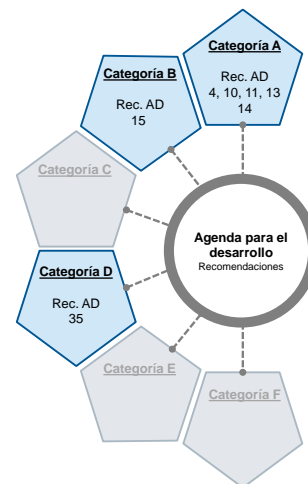 Categoría A
Rec. AD
4, 10, 11, 13
14
Categoría B
Rec. AD
15
Categoría C
Agenda para el
desarrollo
Recomendaciones
Categoría D
Rec. AD
35
Categoría E
Categoría F